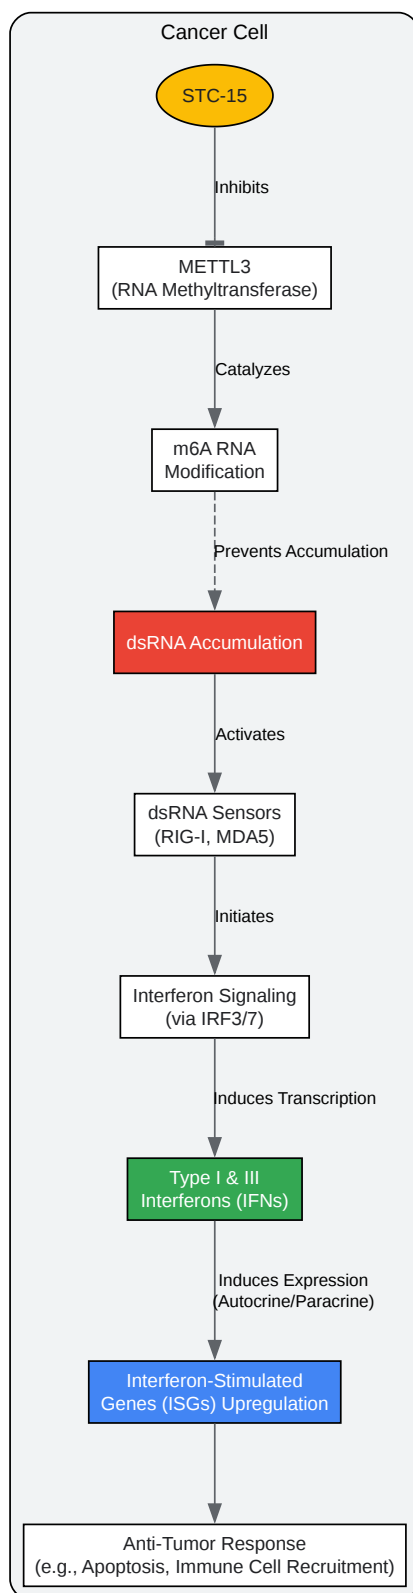 Cancer Cell
STC-15
Inhibits
METTL3
(RNA Methyltransferase)
Catalyzes
m6A RNA
Modification
Prevents Accumulation
dsRNA Accumulation
Activates
dsRNA Sensors
(RIG-I, MDA5)
Initiates
Interferon Signaling
(via IRF3/7)
Induces Transcription
Type I & III
Interferons (IFNs)
Induces Expression
(Autocrine/Paracrine)
Interferon-Stimulated
Genes (ISGs) Upregulation
Anti-Tumor Response
(e.g., Apoptosis, Immune Cell Recruitment)